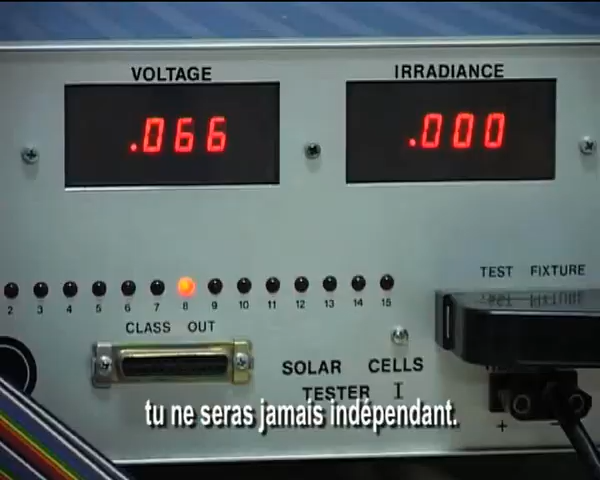 VOLTAGE IRRADIANCE
.066 .000
TEST FIXTURE
2 3 4 5 6 7 8 9 10 11 12 13 14 15
CLASS OUT
SOLAR CELLS
TESTER I
+ -
tu ne seras jamais indépendant.